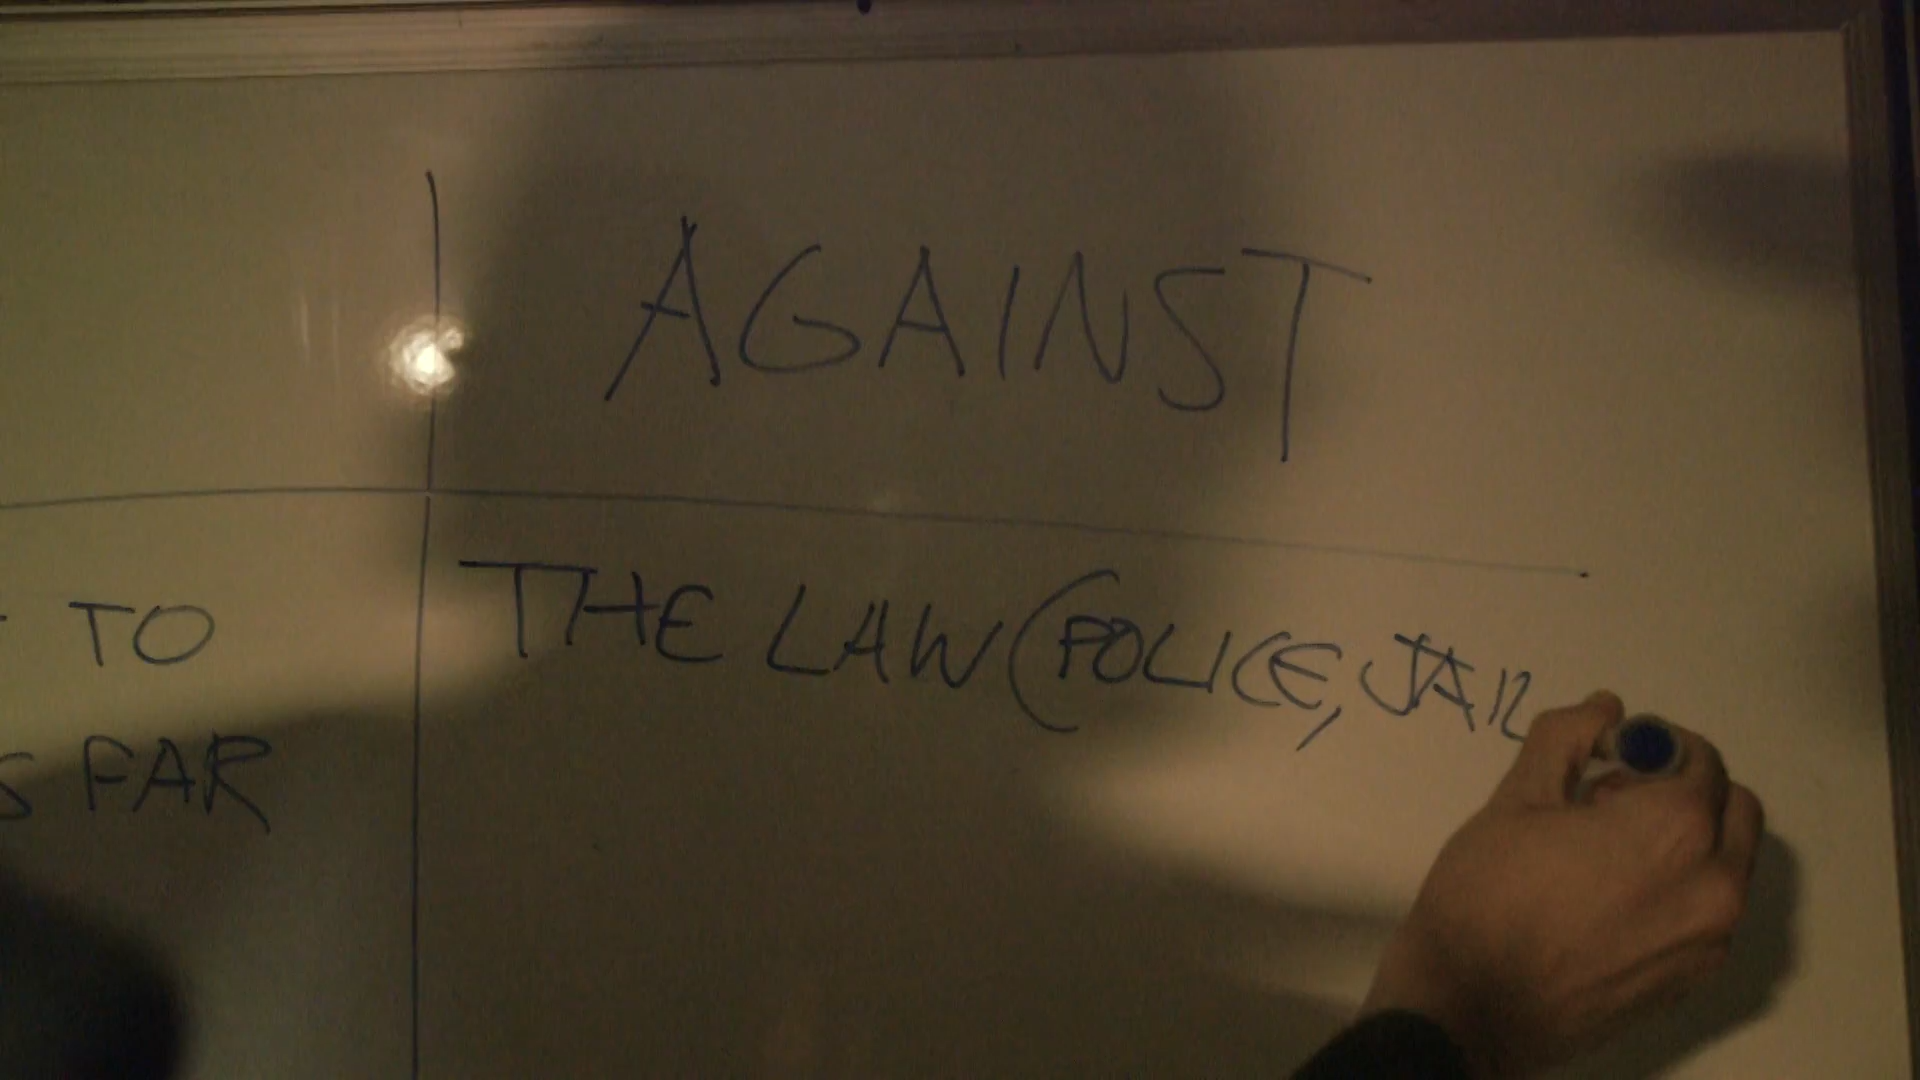 AGAINST
TO
THE LAW (POLICE, JAIL
S FAR